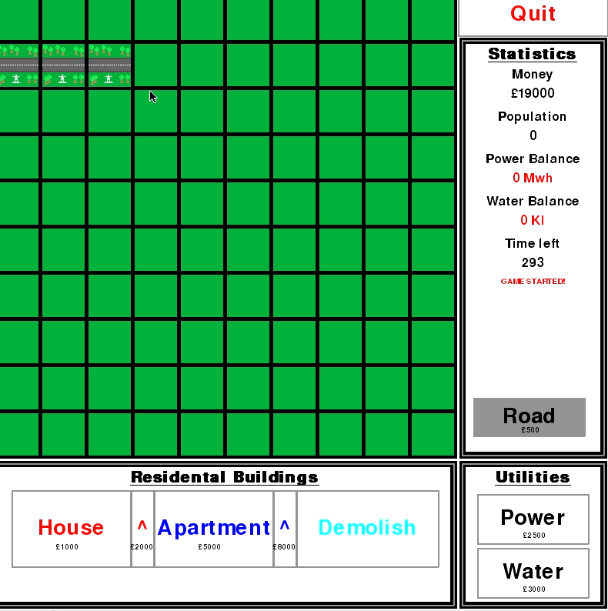 Quit
Statistics
Money
£19000
Population
0
Power Balance
0 Mwh
Water Balance
0 Kl
Time left
293
GAME STARTED!
Road
£500
Residental Buildings
House
£1000
^
£2000
Apartment
£5000
^
£8000
Demolish
Utilities
Power
£2500
Water
£3000